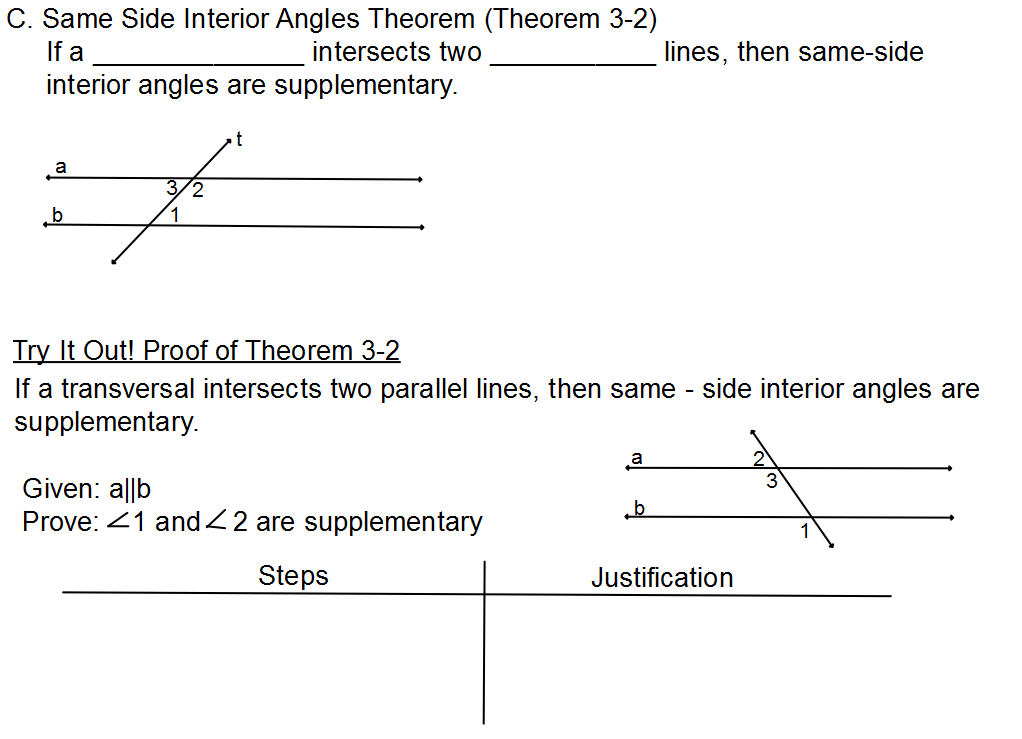 C. Same Side Interior Angles Theorem (Theorem 3-2)
If a ______________ intersects two ___________ lines, then same-side
interior angles are supplementary.
t
a
3 2
b 1
Try It Out! Proof of Theorem 3-2
If a transversal intersects two parallel lines, then same - side interior angles are
supplementary.
a 2
3
Given: a||b
b
Prove: ∠1 and ∠2 are supplementary
1
Steps Justification